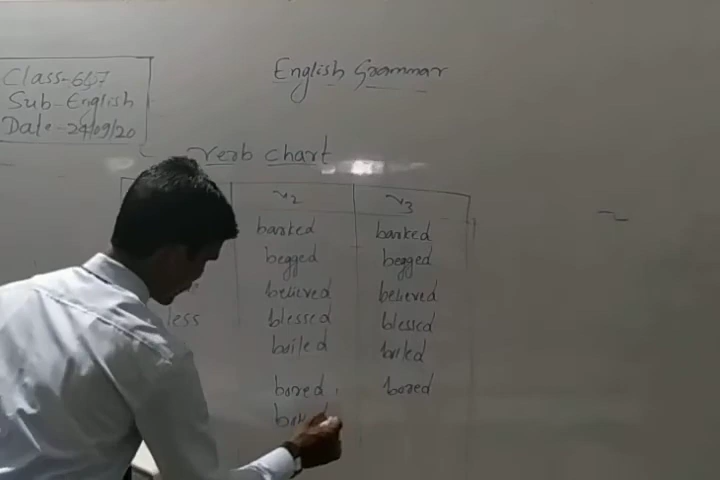 Class-6&7
Sub-English
Date-24/09/20
English Grammar
Verb chart
v2 v3
barked barked
begged begged
believed believed
less blessed blessed
boiled boiled
bored, bored